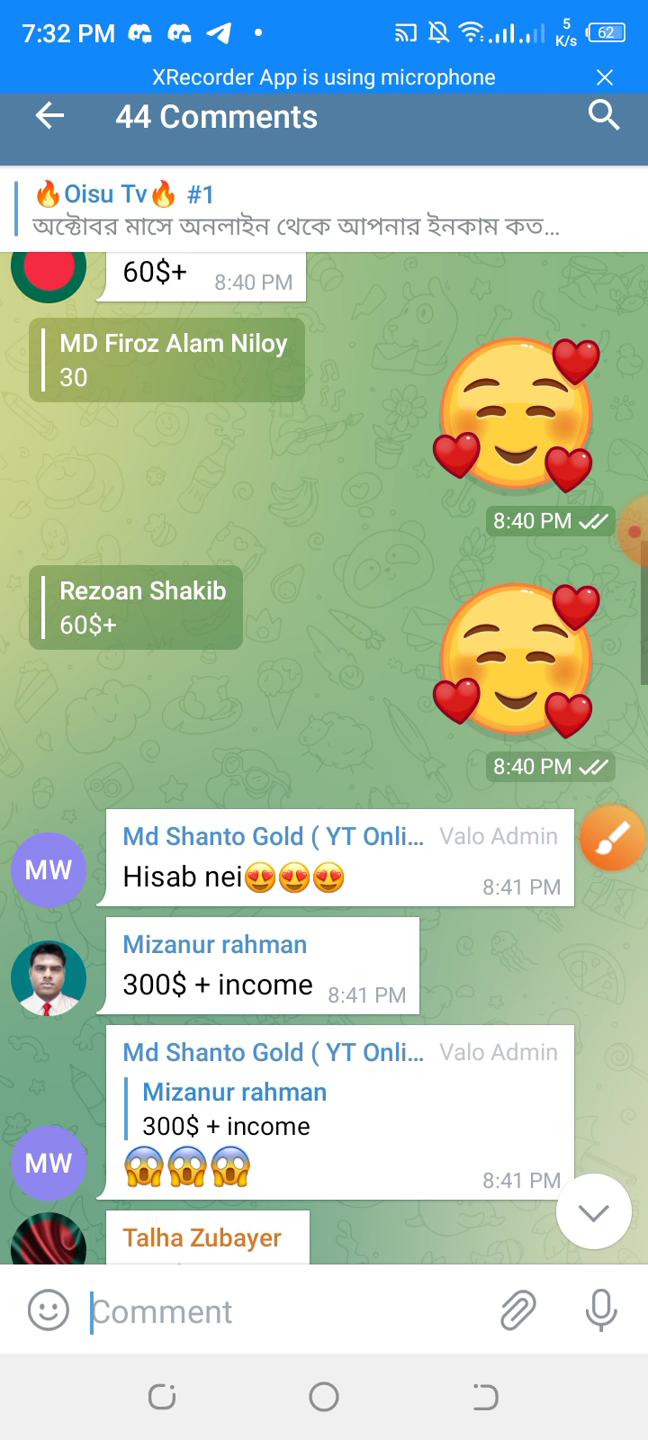 7:32 PM
5
K/s
62
XRecorder App is using microphone
44 Comments
🔥Oisu Tv🔥 #1
অক্টোবর মাসে অনলাইন থেকে আপনার ইনকাম কত...
60$+ 8:40 PM
MD Firoz Alam Niloy
30
8:40 PM
Rezoan Shakib
60$+
8:40 PM
Md Shanto Gold ( YT Onli... Valo Admin
MW
Hisab nei😍😍😍 8:41 PM
Mizanur rahman
300$ + income 8:41 PM
Md Shanto Gold ( YT Onli... Valo Admin
Mizanur rahman
300$ + income
MW
😱😱😱 8:41 PM
Talha Zubayer
Comment